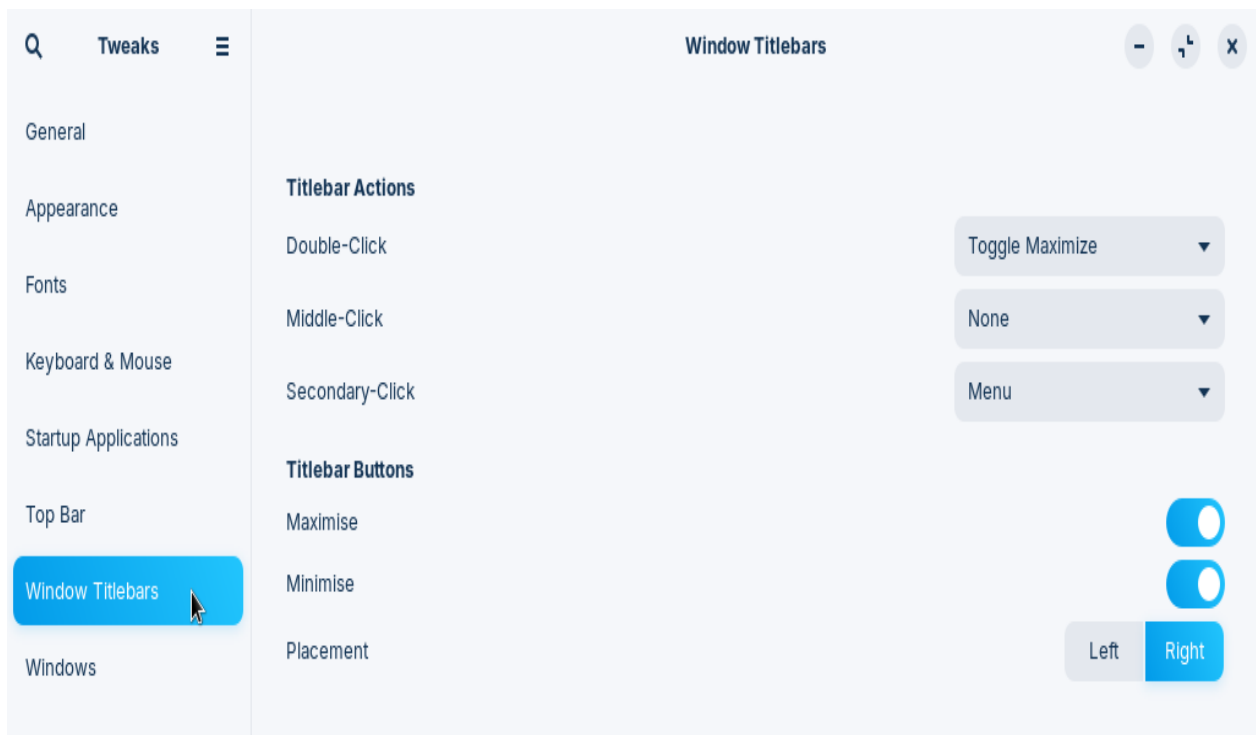 Tweaks
Window Titlebars
General
Appearance
Fonts
Keyboard & Mouse
Startup Applications
Top Bar
Window Titlebars
Windows
Titlebar Actions
Double-Click Toggle Maximize
Middle-Click None
Secondary-Click Menu
Titlebar Buttons
Maximise
Minimise
Placement Left Right